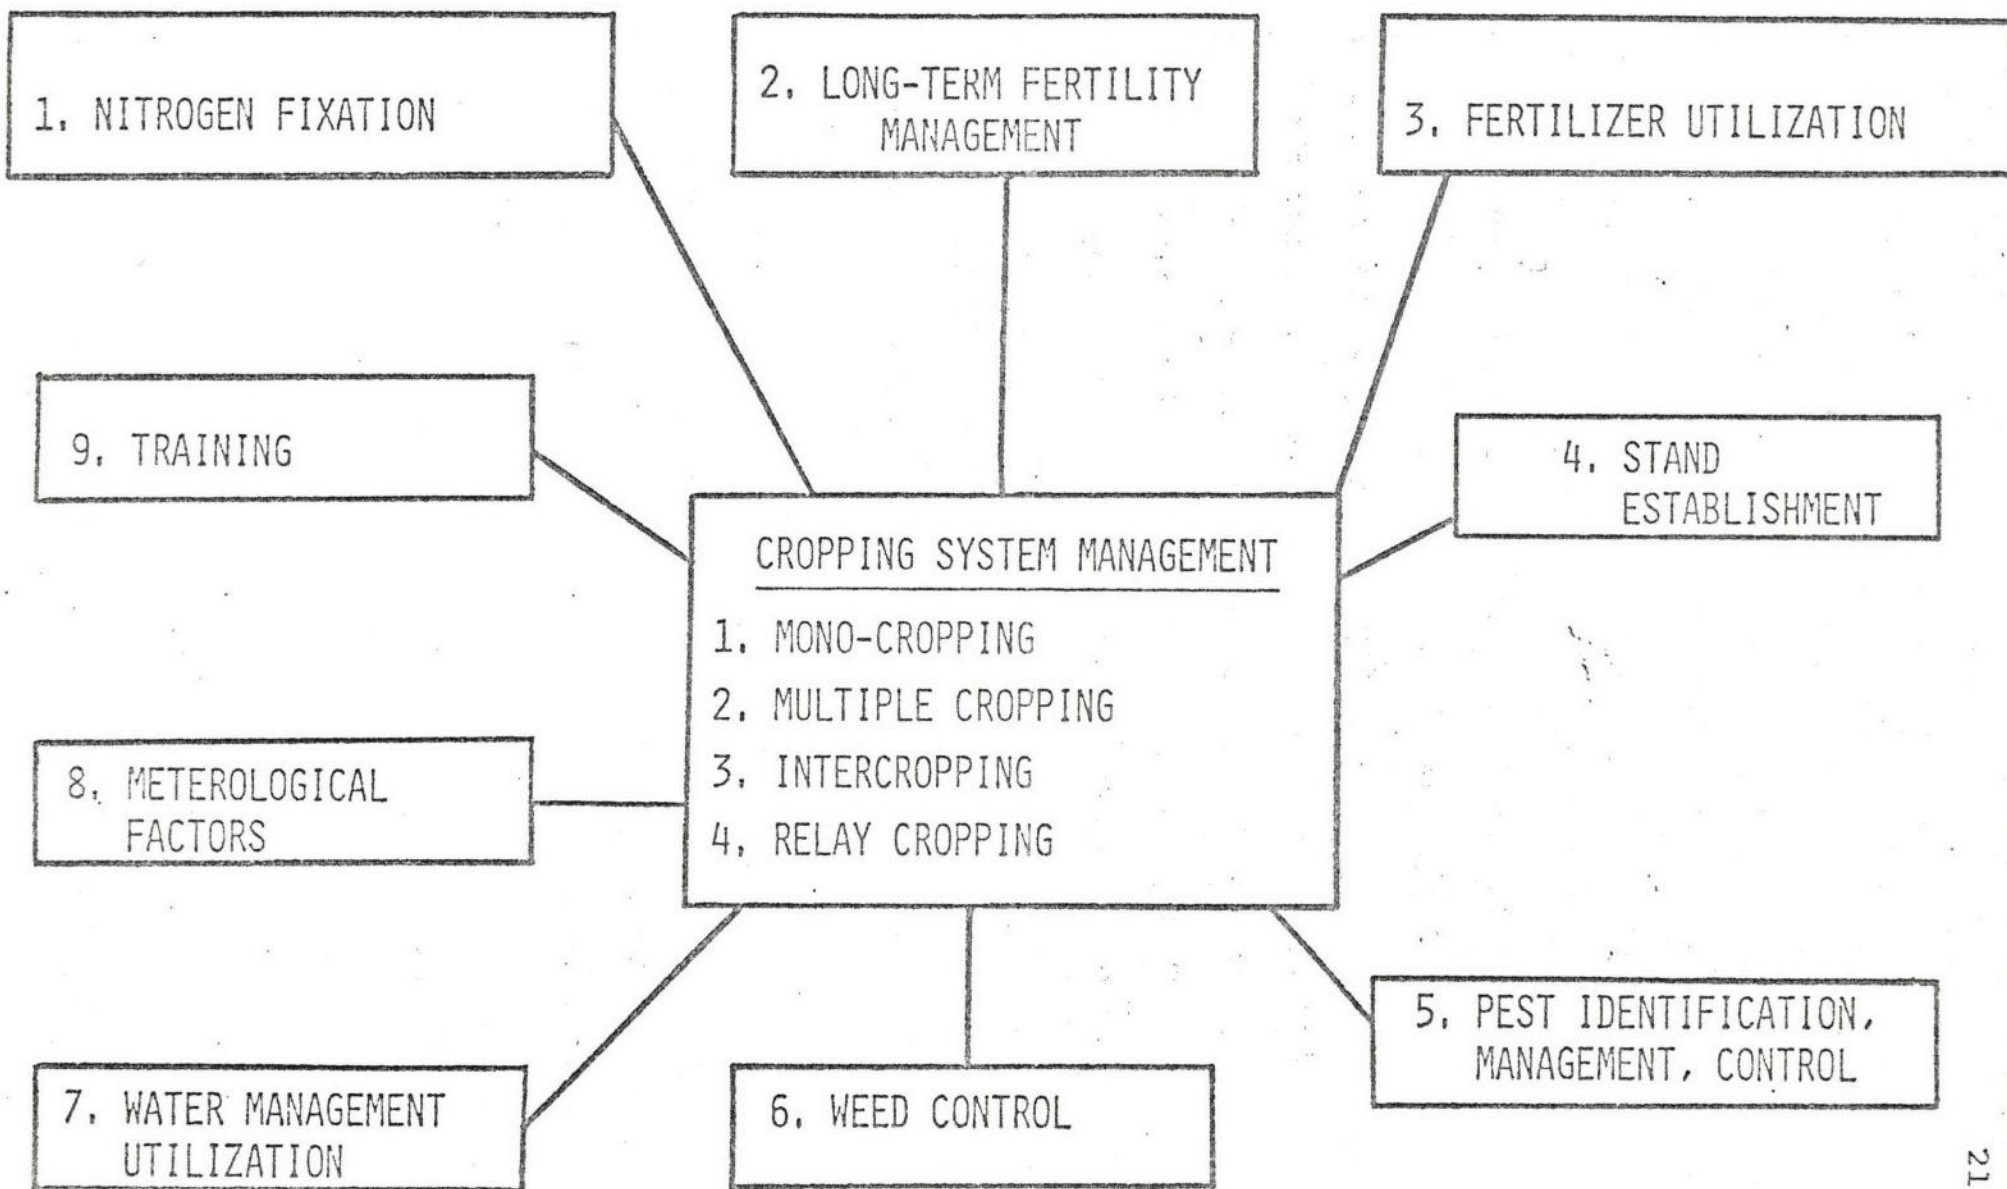 1. NITROGEN FIXATION
2. LONG-TERM FERTILITY
MANAGEMENT
3. FERTILIZER UTILIZATION
9. TRAINING
4. STAND
ESTABLISHMENT
CROPPING SYSTEM MANAGEMENT
1. MONO-CROPPING
2. MULTIPLE CROPPING
3. INTERCROPPING
4. RELAY CROPPING
8. METEROLOGICAL
FACTORS
5. PEST IDENTIFICATION,
MANAGEMENT, CONTROL
7. WATER MANAGEMENT
UTILIZATION
6. WEED CONTROL
21